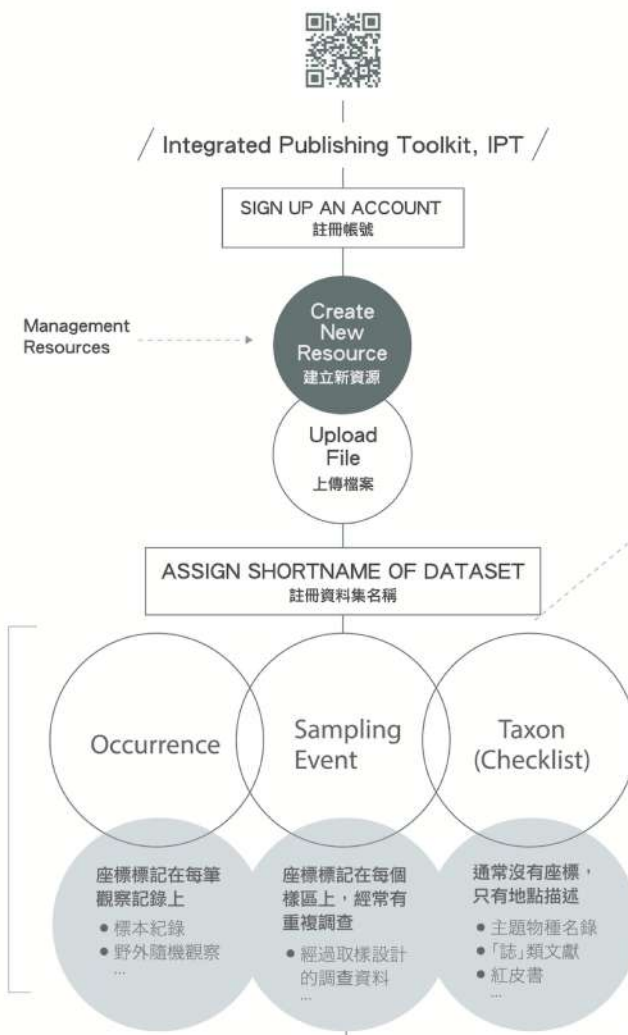 Integrated Publishing Toolkit, IPT
SIGN UP AN ACCOUNT
註冊帳號
Management
Resources
Create
New
Resource
建立新資源
Upload
File
上傳檔案
ASSIGN SHORTNAME OF DATASET
註冊資料集名稱
Occurrence
Sampling
Event
Taxon
(Checklist)
座標標記在每筆
觀察記錄上
• 標本紀錄
• 野外隨機觀察
...
座標標記在每個
樣區上，經常有
重複調查
• 經過取樣設計
的調查資料
...
通常沒有座標，
只有地點描述
• 主題物種名錄
• 「誌」類文獻
• 紅皮書
...